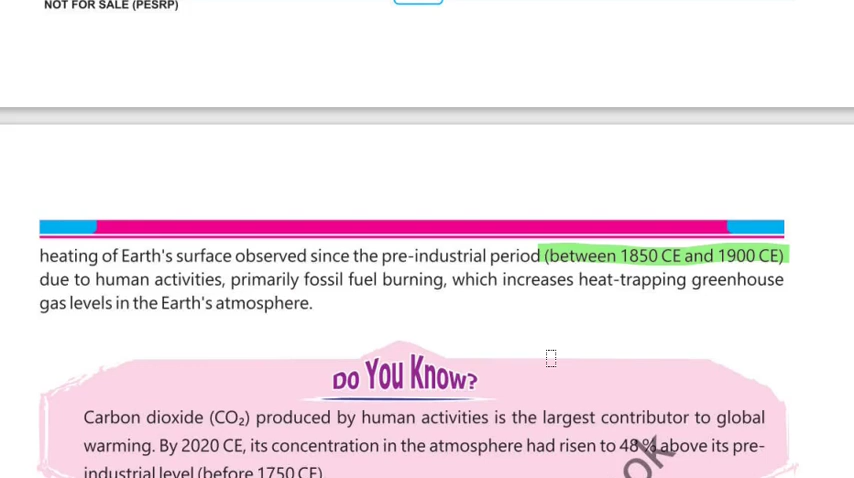 NOT FOR SALE (PESRP)
heating of Earth's surface observed since the pre-industrial period (between 1850 CE and 1900 CE)
due to human activities, primarily fossil fuel burning, which increases heat-trapping greenhouse
gas levels in the Earth's atmosphere.
Do You Know?
Carbon dioxide (CO₂) produced by human activities is the largest contributor to global
warming. By 2020 CE, its concentration in the atmosphere had risen to 48 % above its pre-
industrial level (before 1750 CE)
OK